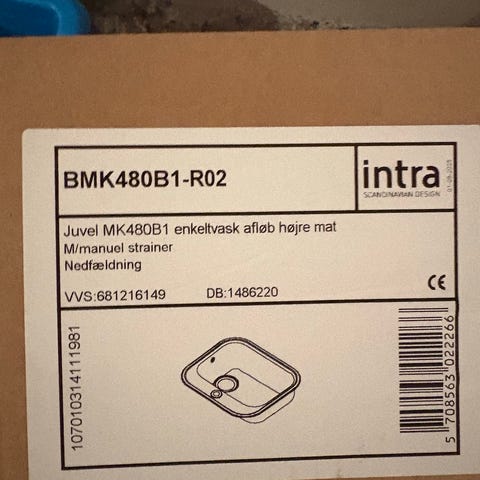 BMK480B1-R02
intra
SCANDINAVIAN DESIGN
Juvel MK480B1 enkeltvask afløb højre mat
M/manuel strainer
Nedfældning
VVS:681216149 DB:1486220
CE
107010314111981
5 708563 022266